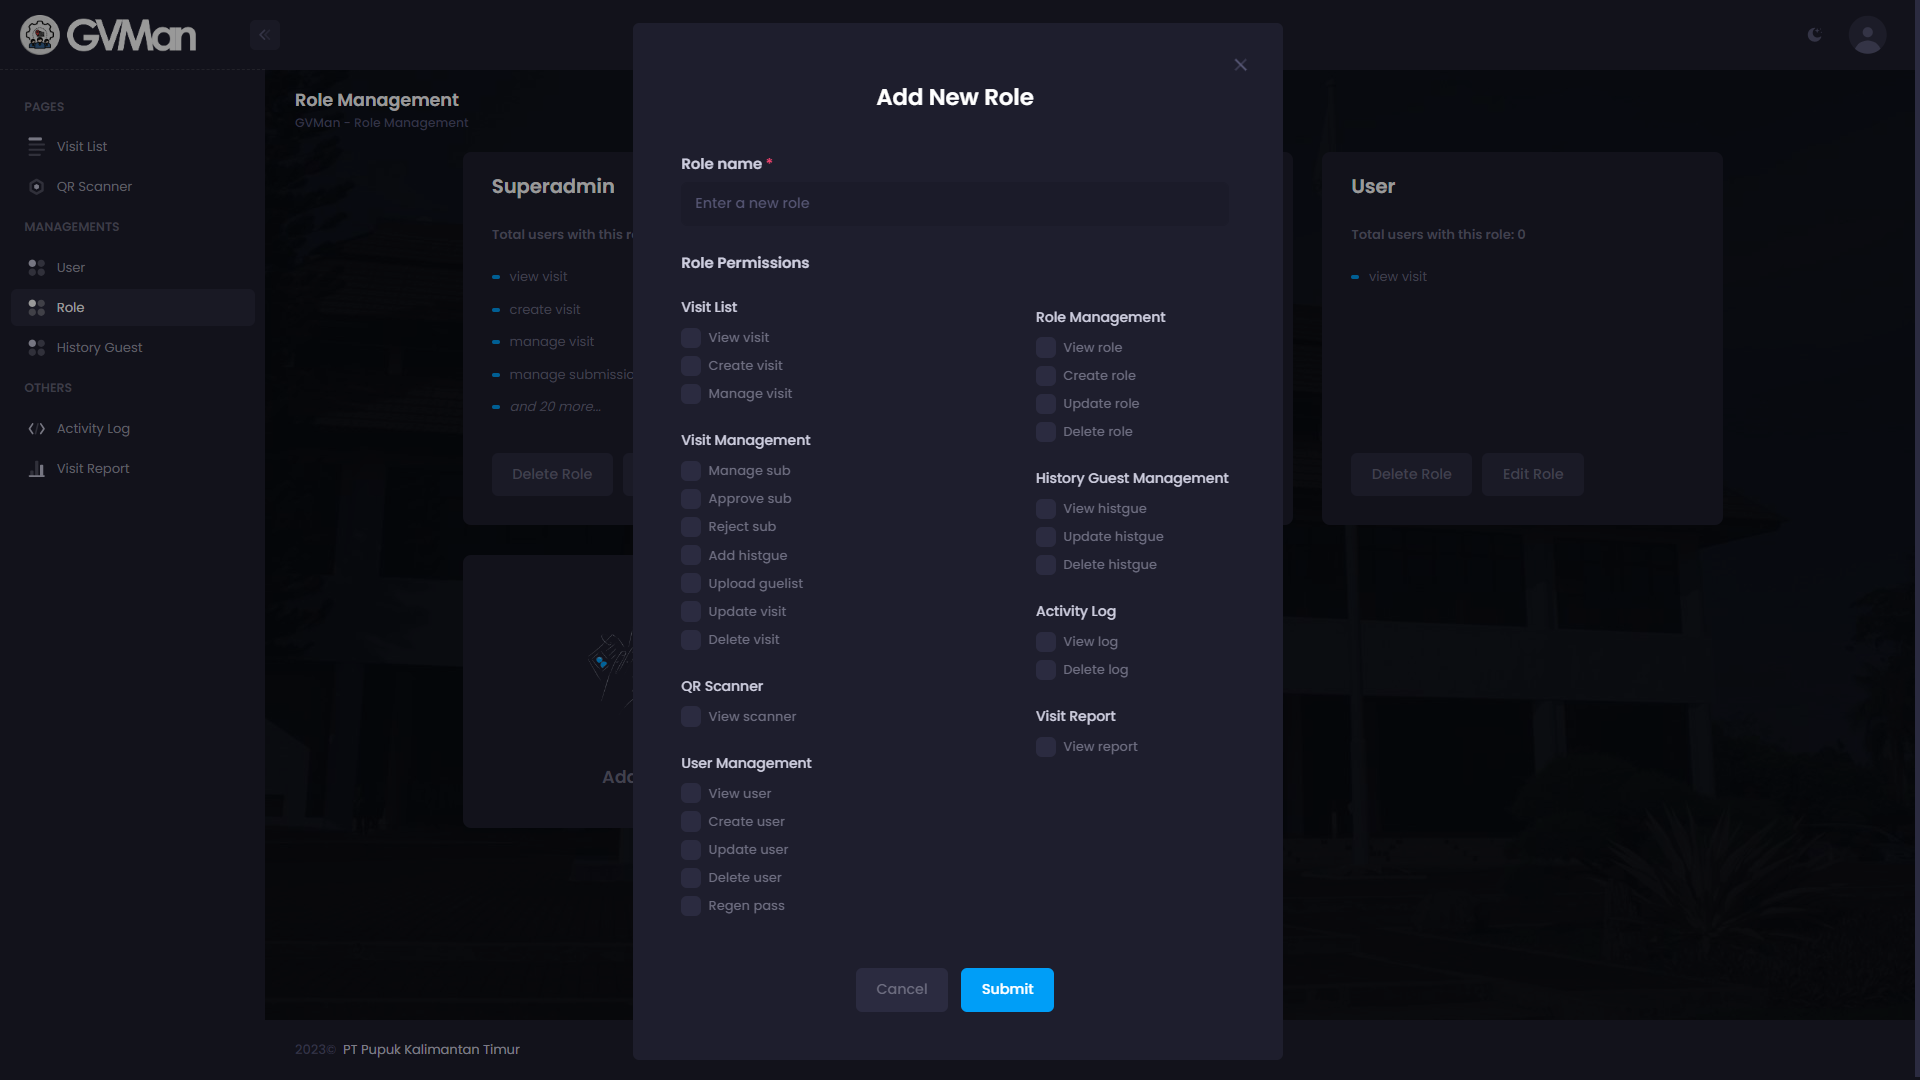 GVMan
PAGES
Visit List
QR Scanner
MANAGEMENTS
User
Role
History Guest
OTHERS
Activity Log
Visit Report
Role Management
GVMan - Role Management
Superadmin
Total users with this
view visit
create visit
manage visit
manage
and 20 more...
Delete Role
User
Total users with this role: 0
view visit
Delete Role
Edit Role
2023© PT Pupuk Kalimantan Timur
Add New Role
Role name *
Enter a new role
Role Permissions
Visit List
View visit
Create visit
Manage visit
Visit Management
Manage sub
Approve sub
Reject sub
Add histgue
Upload guelist
Update visit
Delete visit
QR Scanner
View scanner
User Management
View user
Create user
Update user
Delete user
Regen pass
Role Management
View role
Create role
Update role
Delete role
History Guest Management
View histgue
Update histgue
Delete histgue
Activity Log
View log
Delete log
Visit Report
View report
Cancel
Submit